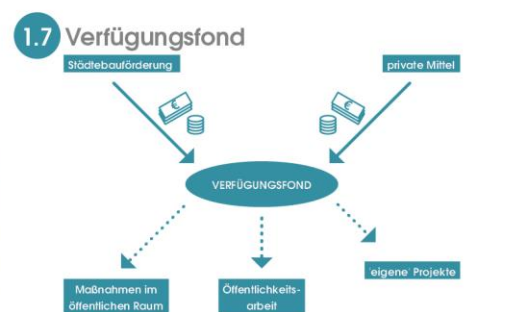 1.7 Verfügungsfond
Städtebauförderung
private Mittel
VERFÜGUNGSFOND
'eigene' Projekte
Maßnahmen im
öffentlichen Raum
Öffentlichkeits-
arbeit